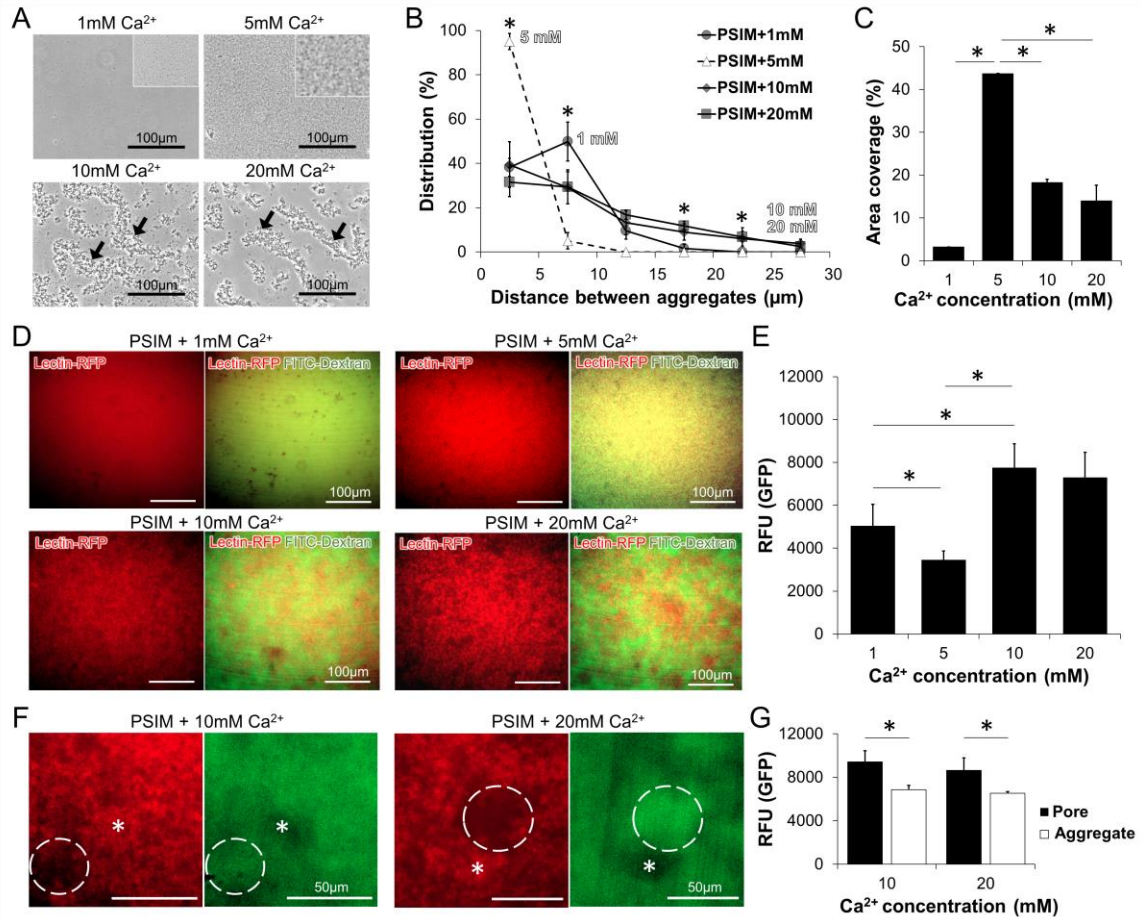 A
1mM Ca²⁺
5mM Ca²⁺
100µm
100µm
10mM Ca²⁺
20mM Ca²⁺
100µm
100µm
B
Distribution (%)
100
80
60
40
20
0
*
5 mM
*
1 mM
*
*
10 mM
20 mM
PSIM+1mM
PSIM+5mM
PSIM+10mM
PSIM+20mM
0 5 10 15 20 25 30
Distance between aggregates (µm)
C
Area coverage (%)
50
40
30
20
10
0
*
* *
1 5 10 20
Ca²⁺ concentration (mM)
D
PSIM + 1mM Ca²⁺
PSIM + 5mM Ca²⁺
Lectin-RFP
Lectin-RFP FITC-Dextran
100µm
Lectin-RFP
Lectin-RFP FITC-Dextran
100µm
PSIM + 10mM Ca²⁺
PSIM + 20mM Ca²⁺
Lectin-RFP
Lectin-RFP FITC-Dextran
100µm
Lectin-RFP
Lectin-RFP FITC-Dextran
100µm
E
RFU (GFP)
12000
10000
8000
6000
4000
2000
0
*
*
*
1 5 10 20
Ca²⁺ concentration (mM)
F
PSIM + 10mM Ca²⁺
PSIM + 20mM Ca²⁺
*
*
50µm
*
*
50µm
G
RFU (GFP)
12000
9000
6000
3000
0
* *
Pore
Aggregate
10 20
Ca²⁺ concentration (mM)